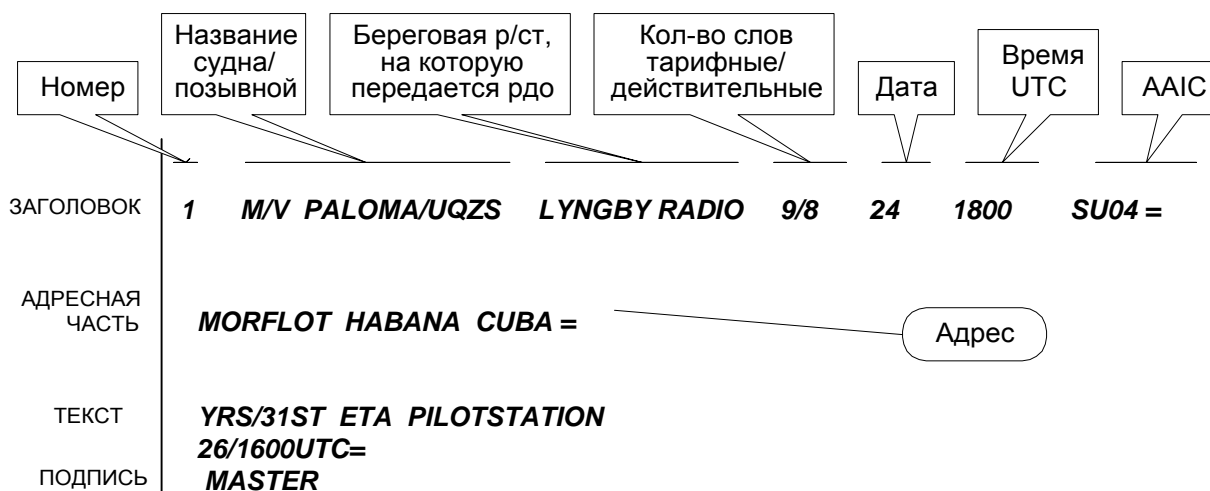 Номер
Название
судна/
позывной
Береговая р/ст,
на которую
передается рдо
Кол-во слов
тарифные/
действительные
Дата
Время
UTC
AAIC
ЗАГОЛОВОК 1 M/V PALOMA/UQZS LYNGBY RADIO 9/8 24 1800 SU04 =
АДРЕСНАЯ
ЧАСТЬ
MORFLOT HABANA CUBA =
Адрес
ТЕКСТ YRS/31ST ETA PILOTSTATION
26/1600UTC=
ПОДПИСЬ MASTER